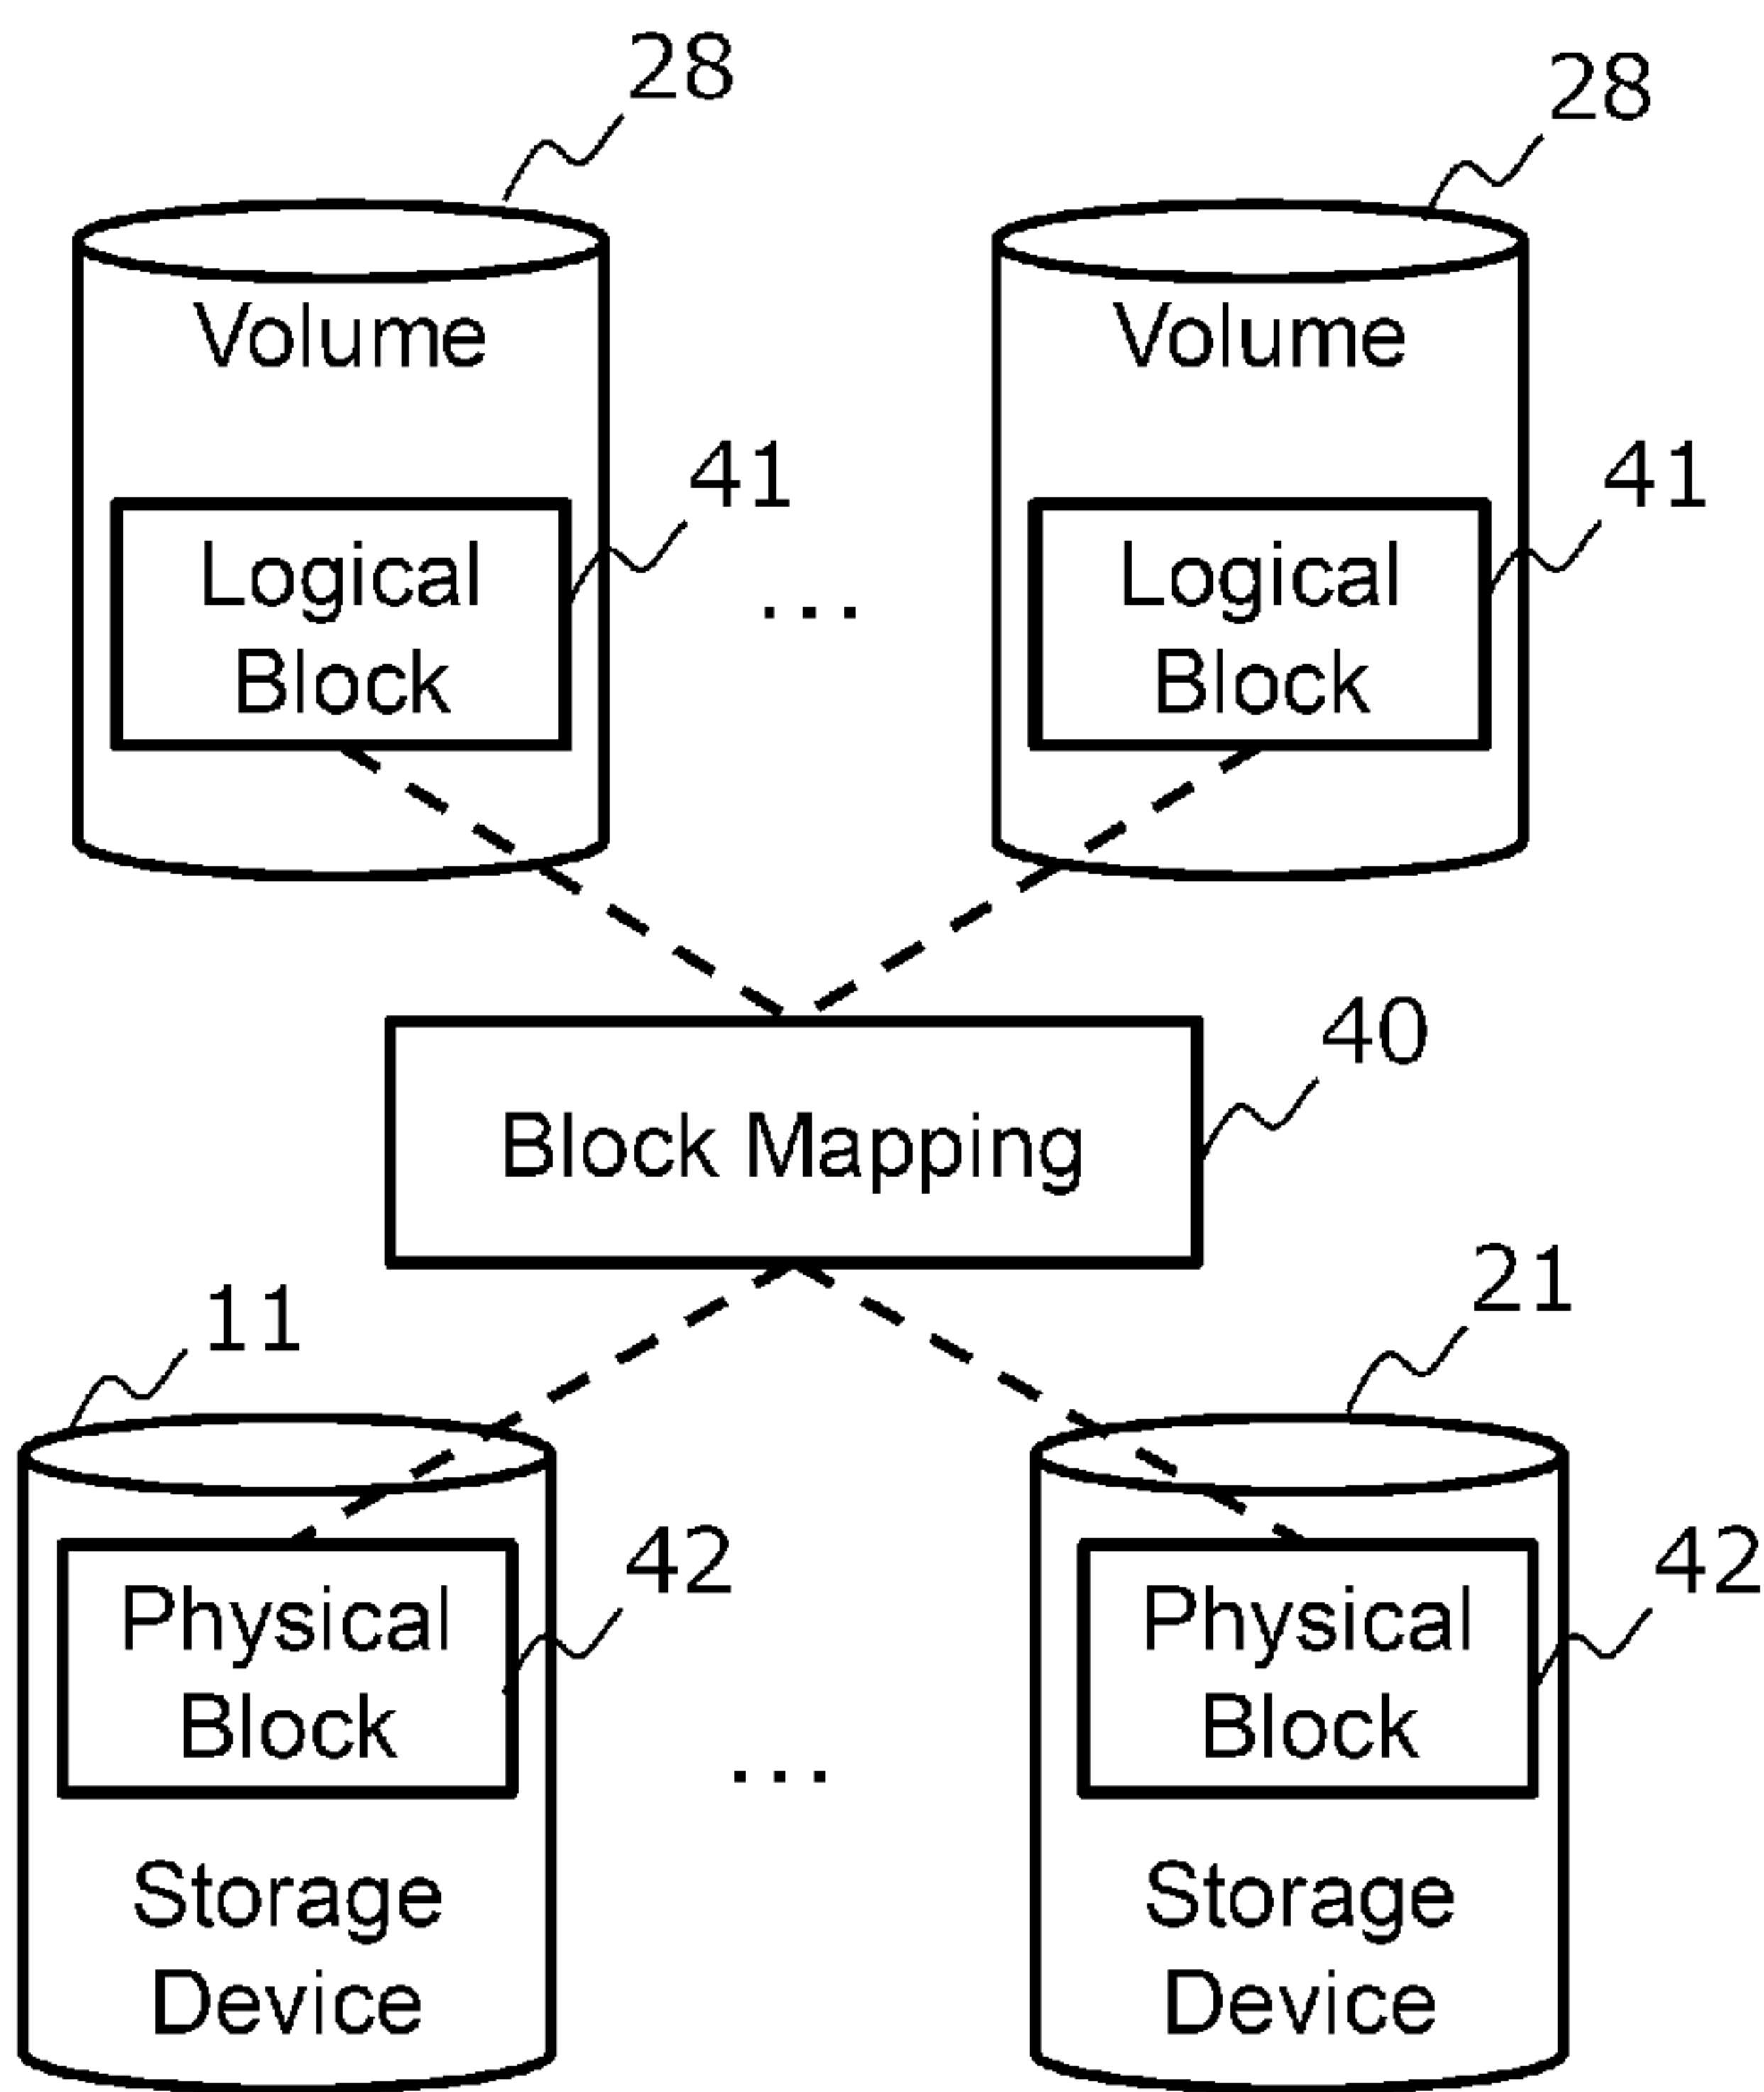 28
28
Volume
Volume
41
41
Logical
Block
...
Logical
Block
40
Block Mapping
11
21
42
42
Physical
Block
...
Physical
Block
Storage
Device
Storage
Device